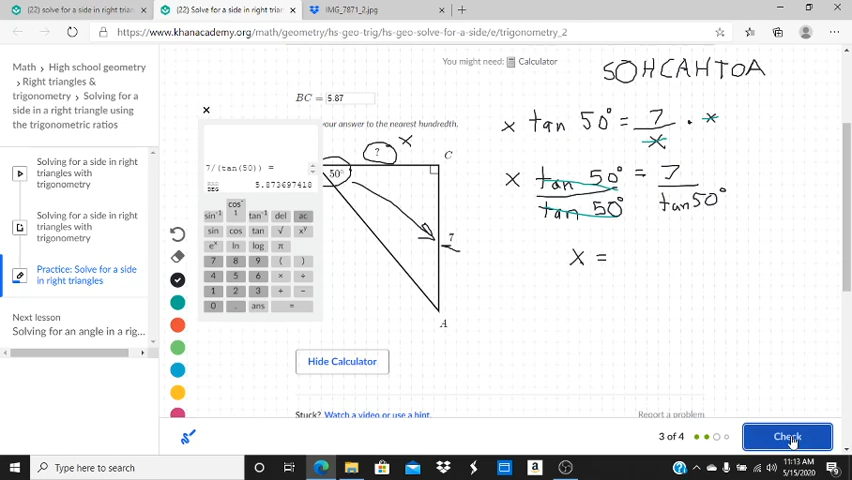 (22) Solve for a side in right trian
(22) Solve for a side in right trian
IMG_7871_2.jpg
https://www.khanacademy.org/math/geometry/hs-geo-trig/hs-geo-solve-for-a-side/e/trigonometry_2
Math > High school geometry
> Right triangles &
trigonometry > Solving for a
side in a right triangle using
the trigonometric ratios
Solving for a side in right
triangles with
trigonometry
Solving for a side in right
triangles with
trigonometry
Practice: Solve for a side
in right triangles
Next lesson
Solving for an angle in a rig...
You might need: Calculator
BC = 5.87
your answer to the nearest hundredth.
7/(tan(50)) =
5.873697418
DEG
sin⁻¹ cos⁻¹ tan⁻¹ del ac
sin cos tan √ xʸ
eˣ ln log π
7 8 9 ( )
4 5 6 × ÷
1 2 3 + −
0 . ans =
? x C
50°
7
A
SOHCAHTOA
x tan 50° = 7/x • x
x tan 50°/tan 50° = 7/tan 50°
x =
Hide Calculator
Stuck? Watch a video or use a hint.
Report a problem
3 of 4
Check
Type here to search
11:13 AM
5/15/2020